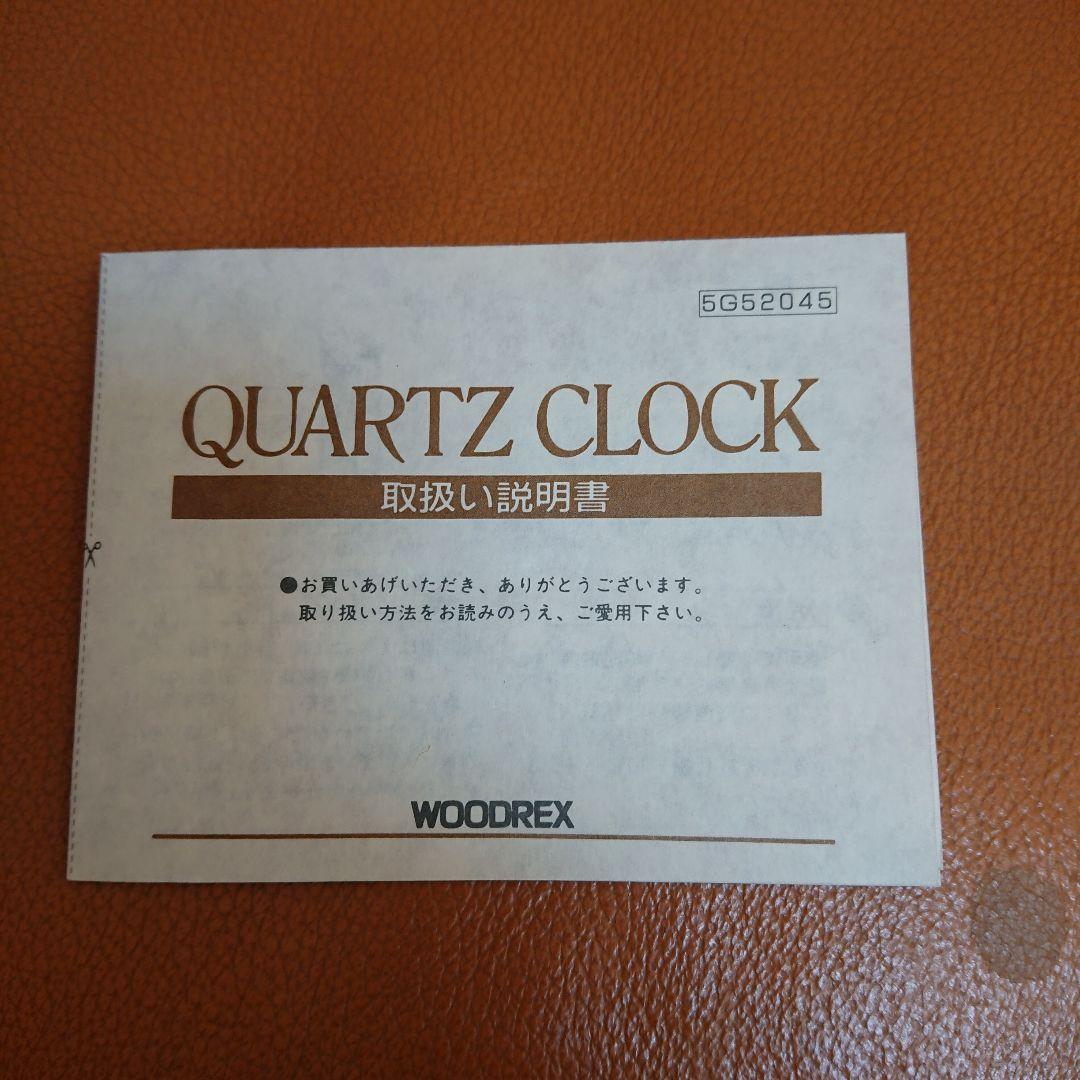 5G52045
QUARTZ CLOCK
取扱い説明書
●お買いあげいただき、ありがとうございます。
取り扱い方法をお読みのうえ、ご愛用下さい。
WOODREX